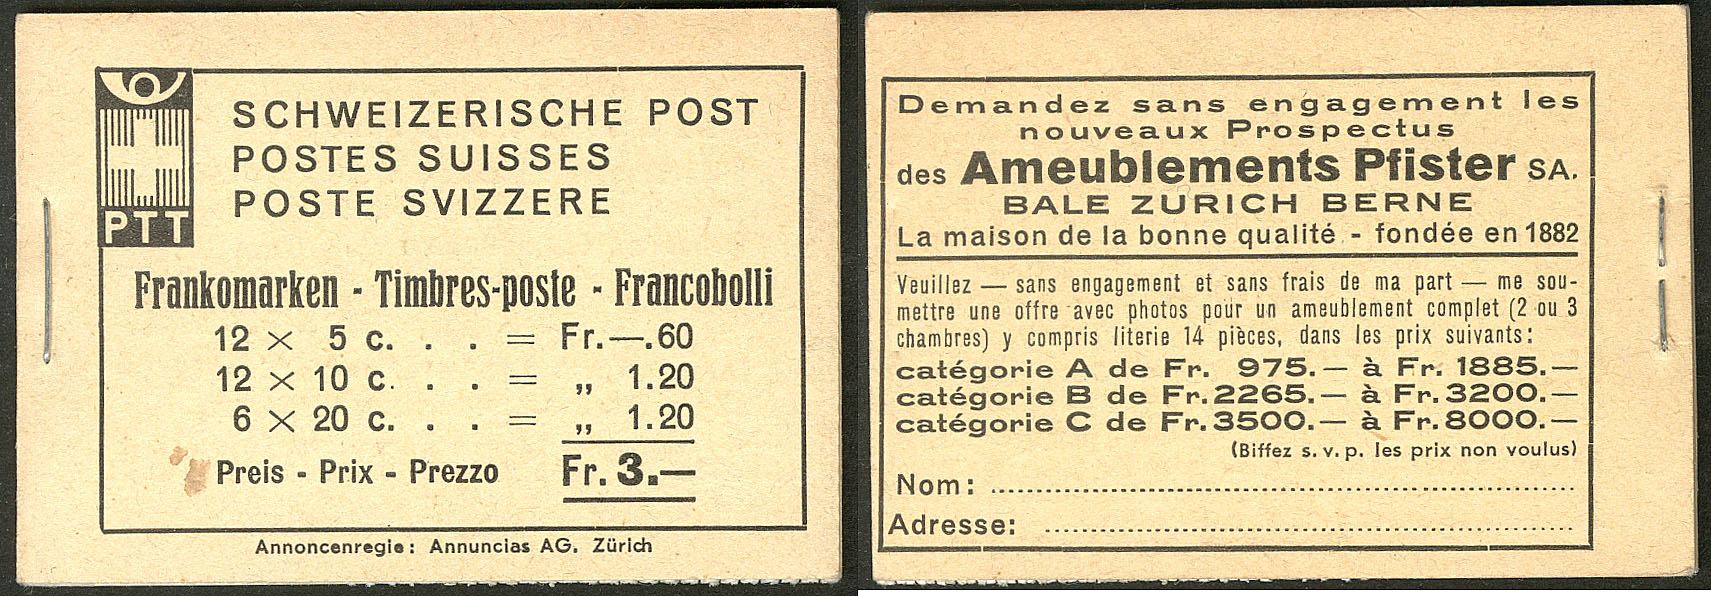 SCHWEIZERISCHE POST
POSTES SUISSES
POSTE SVIZZERE
PTT
Frankomarken - Timbres-poste - Francobolli
12 × 5 c. . . = Fr.—.60
12 × 10 c. . . = „ 1.20
6 × 20 c. . . = „ 1.20
Preis - Prix - Prezzo Fr. 3.—
Annoncenregie: Annuncias AG. Zürich
Demandez sans engagement les
nouveaux Prospectus
des Ameublements Pfister SA.
BALE ZURICH BERNE
La maison de la bonne qualité - fondée en 1882
Veuillez — sans engagement et sans frais de ma part — me sou-
mettre une offre avec photos pour un ameublement complet (2 ou 3
chambres) y compris literie 14 pièces, dans les prix suivants:
catégorie A de Fr. 975.— à Fr. 1885.—
catégorie B de Fr. 2265.— à Fr. 3200.—
catégorie C de Fr. 3500.— à Fr. 8000.—
(Biffez s. v. p. les prix non voulus)
Nom: ................................
Adresse: ................................